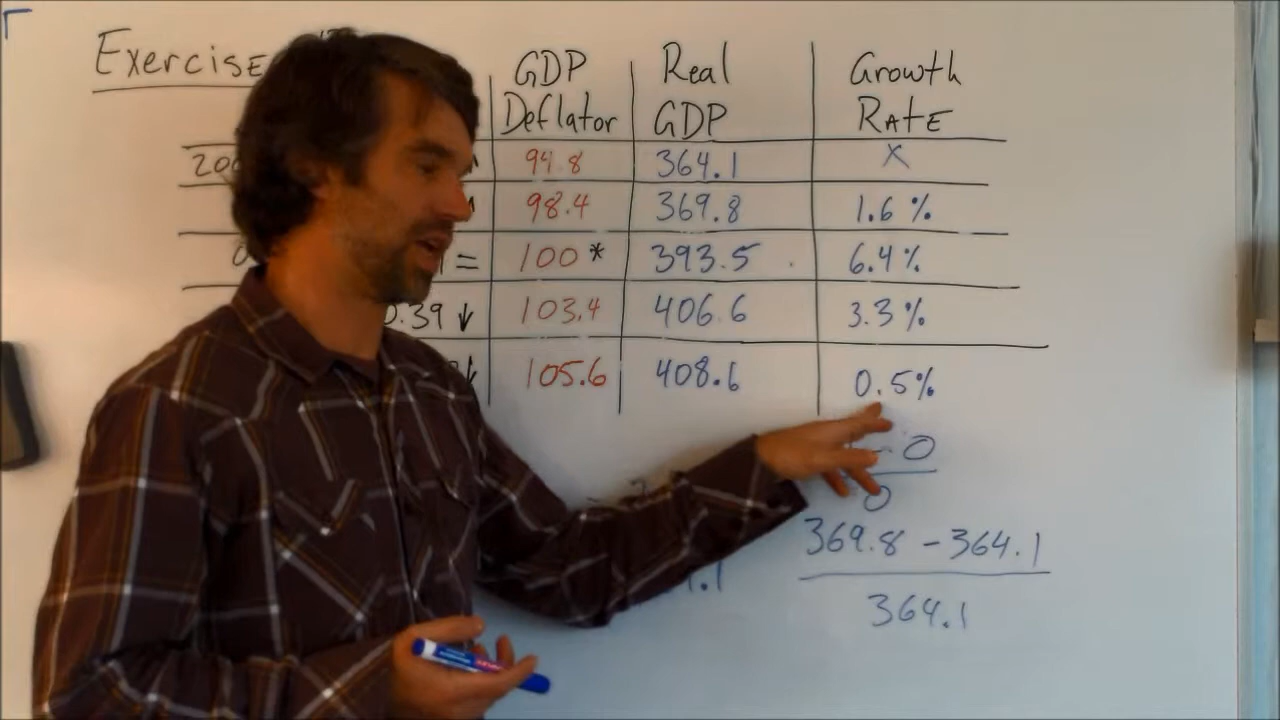 Exercise
GDP Deflator Real GDP Growth RATE
94.8 364.1 X
98.4 369.8 1.6 %
= 100 * 393.5 6.4 %
0.39 ↓ 103.4 406.6 3.3 %
↓ 105.6 408.6 0.5 %
- O
O
369.8 - 364.1
364.1